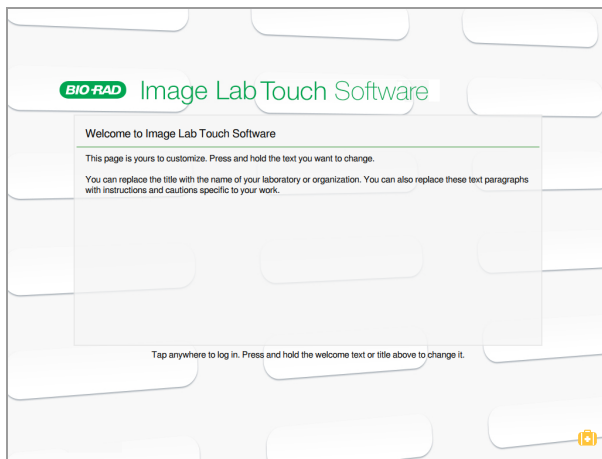 BIO-RAD Image Lab Touch Software
Welcome to Image Lab Touch Software
This page is yours to customize. Press and hold the text you want to change.
You can replace the title with the name of your laboratory or organization. You can also replace these text paragraphs
with instructions and cautions specific to your work.
Tap anywhere to log in. Press and hold the welcome text or title above to change it.